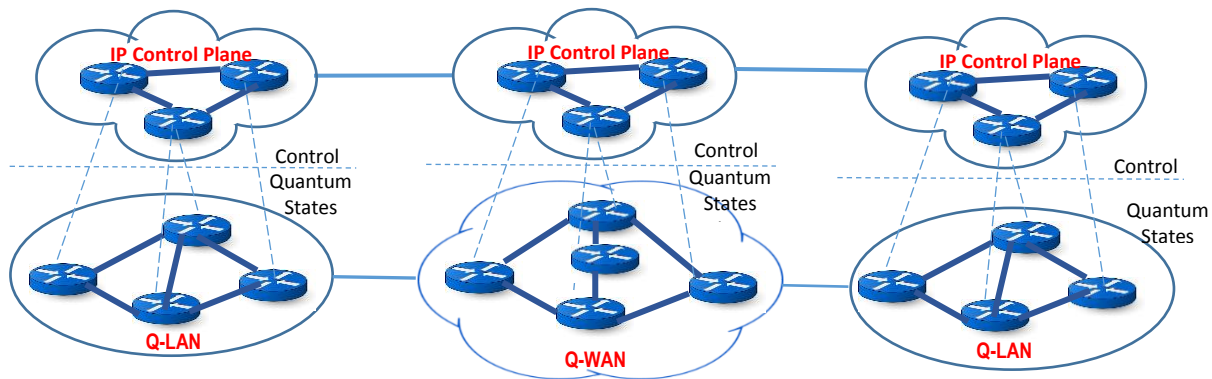 IP Control Plane
IP Control Plane
IP Control Plane
Control
Quantum
States
Control
Quantum
States
Control
Quantum
States
Q-LAN
Q-WAN
Q-LAN